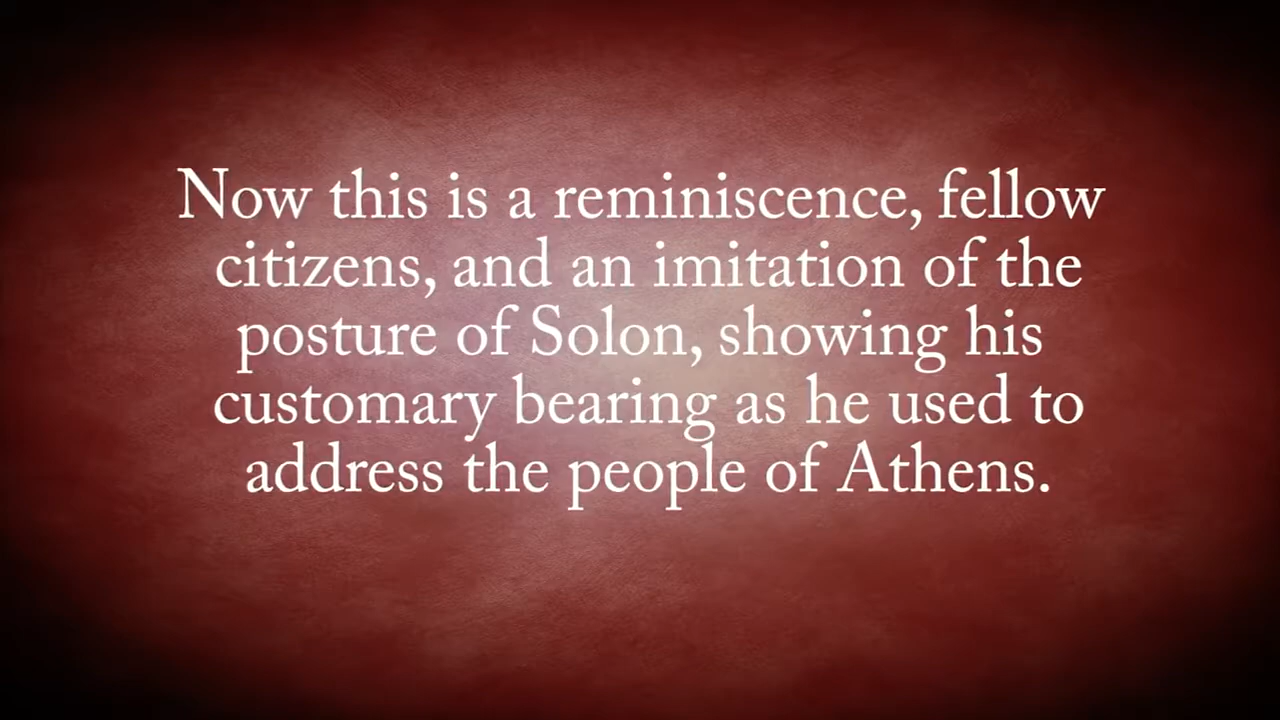 Now this is a reminiscence, fellow
citizens, and an imitation of the
posture of Solon, showing his
customary bearing as he used to
address the people of Athens.